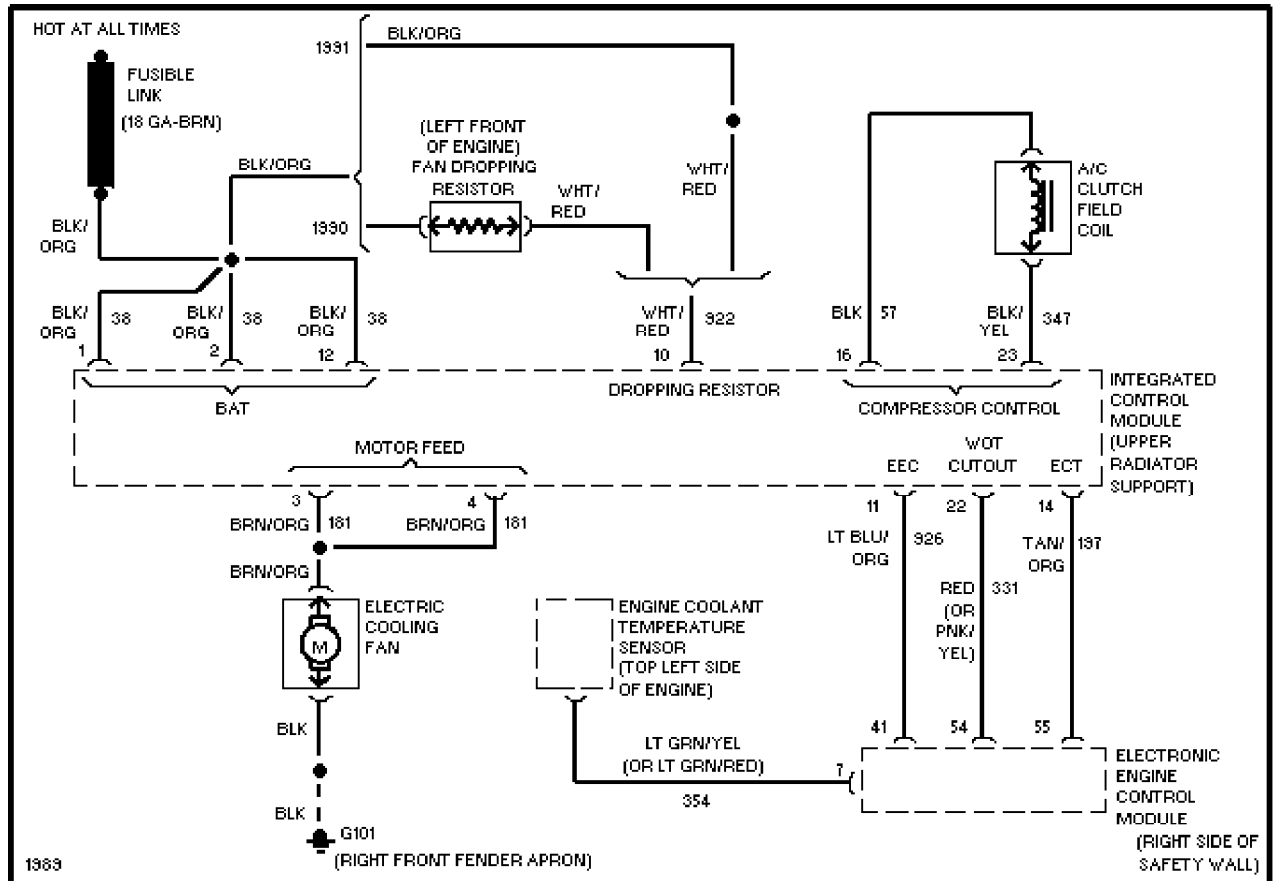 HOT AT ALL TIMES
FUSIBLE
LINK
(18 GA-BRN)
1991
BLK/ORG
(LEFT FRONT
OF ENGINE)
FAN DROPPING
RESISTOR
BLK/ORG
WHT/
RED
WHT/
RED
1990
A/C
CLUTCH
FIELD
COIL
BLK/
ORG
BLK/
ORG
38
1
BLK/
ORG
38
2
BLK/
ORG
38
12
WHT/
RED
922
10
BLK
57
16
BLK/
YEL
347
23
BAT
DROPPING RESISTOR
COMPRESSOR CONTROL
INTEGRATED
CONTROL
MODULE
(UPPER
RADIATOR
SUPPORT)
MOTOR FEED
EEC
WOT
CUTOUT
ECT
3
BRN/ORG
181
4
BRN/ORG
181
11
LT BLU/
ORG
926
22
RED
(OR
PNK/
YEL)
331
14
TAN/
ORG
197
BRN/ORG
ELECTRIC
COOLING
FAN
M
ENGINE COOLANT
TEMPERATURE
SENSOR
(TOP LEFT SIDE
OF ENGINE)
BLK
41
54
55
LT GRN/YEL
(OR LT GRN/RED)
354
7
ELECTRONIC
ENGINE
CONTROL
MODULE
(RIGHT SIDE OF
SAFETY WALL)
BLK
G101
(RIGHT FRONT FENDER APRON)
1989